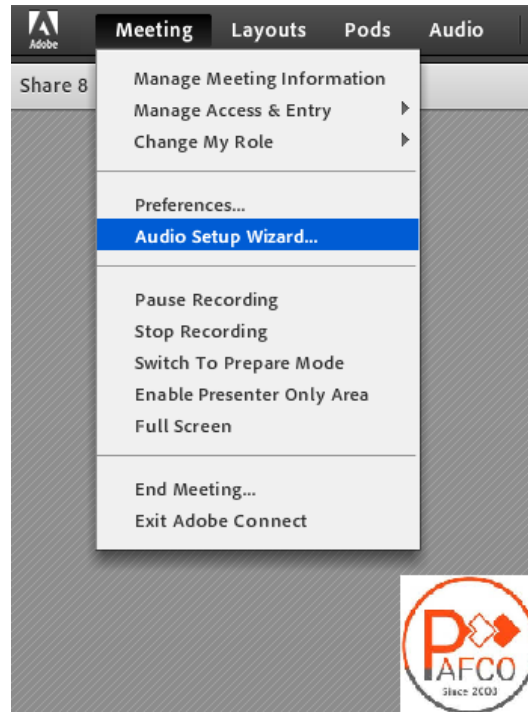 Adobe
Meeting Layouts Pods Audio
Share 8
Manage Meeting Information
Manage Access & Entry
Change My Role
Preferences...
Audio Setup Wizard...
Pause Recording
Stop Recording
Switch To Prepare Mode
Enable Presenter Only Area
Full Screen
End Meeting...
Exit Adobe Connect
PAFCO
Since 2003